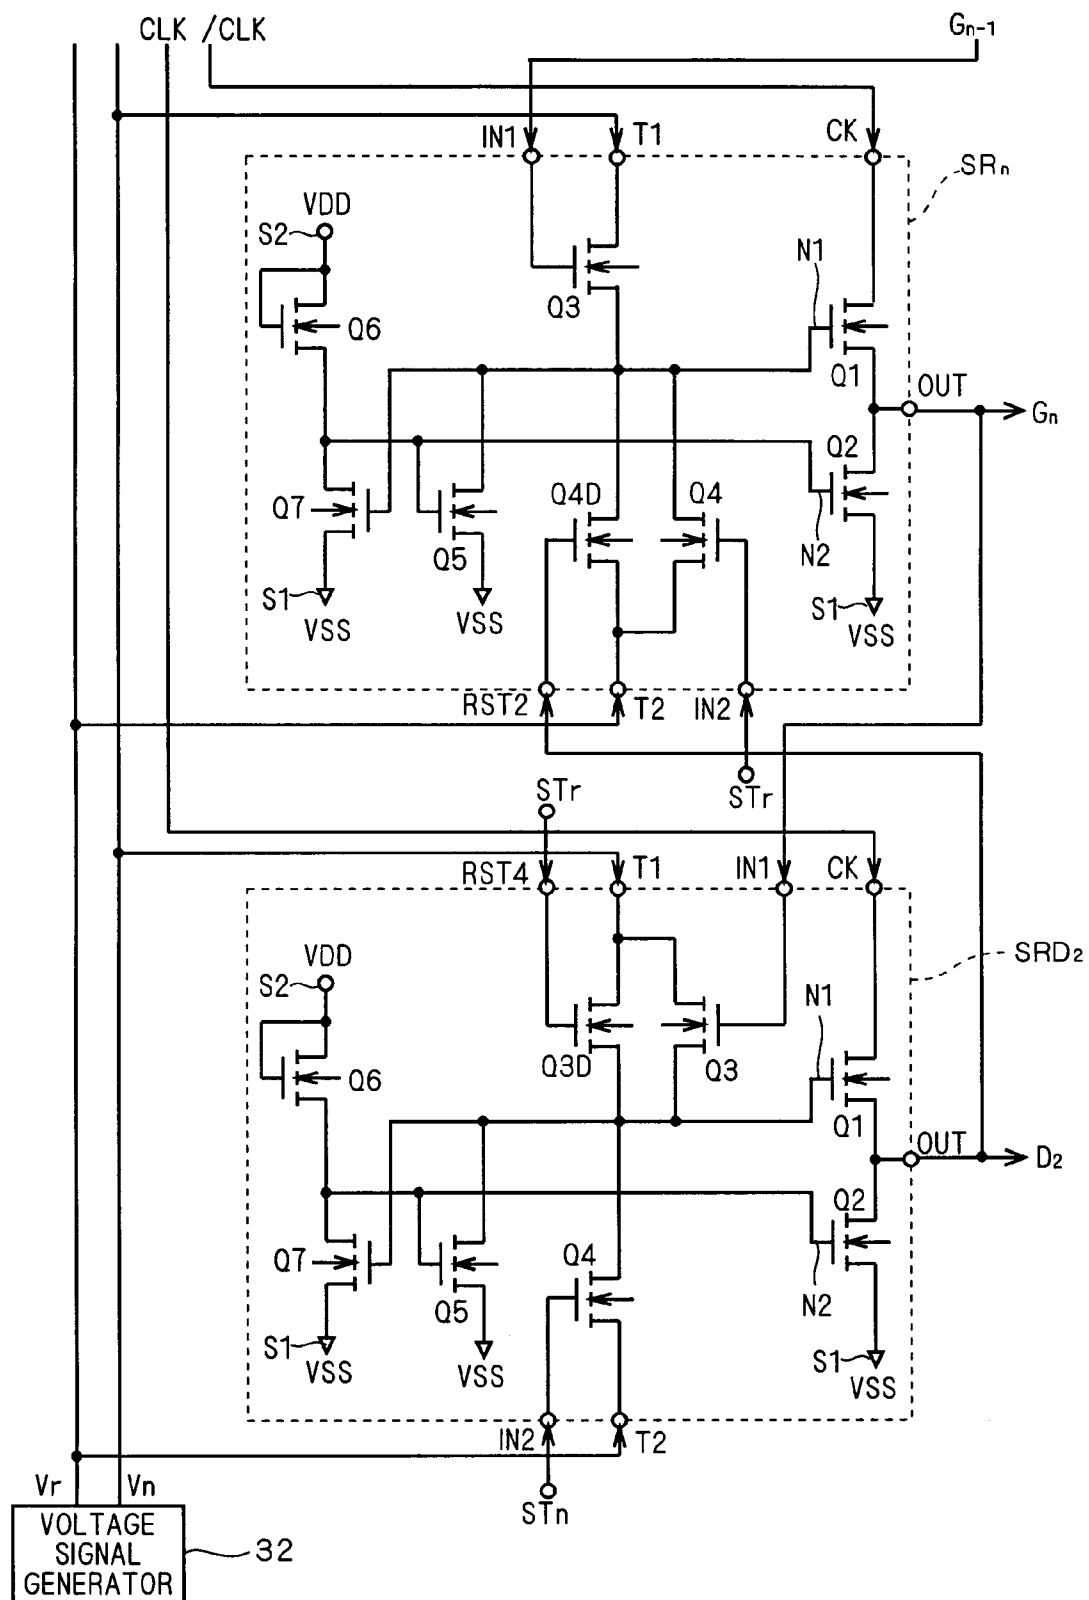 CLK /CLK
Gn-1
IN1
T1
CK
SRn
VDD
S2
N1
Q3
Q6
Q1
OUT
Gn
Q2
Q7
Q4D
Q4
Q5
N2
S1
VSS
VSS
S1
VSS
RST2
T2
IN2
STr
STr
RST4
T1
IN1
CK
VDD
S2
SRD2
N1
Q6
Q3D
Q3
Q1
OUT
D2
Q2
Q7
Q4
Q5
N2
S1
VSS
VSS
S1
VSS
IN2
T2
Vr
Vn
STn
VOLTAGE
SIGNAL
GENERATOR
32